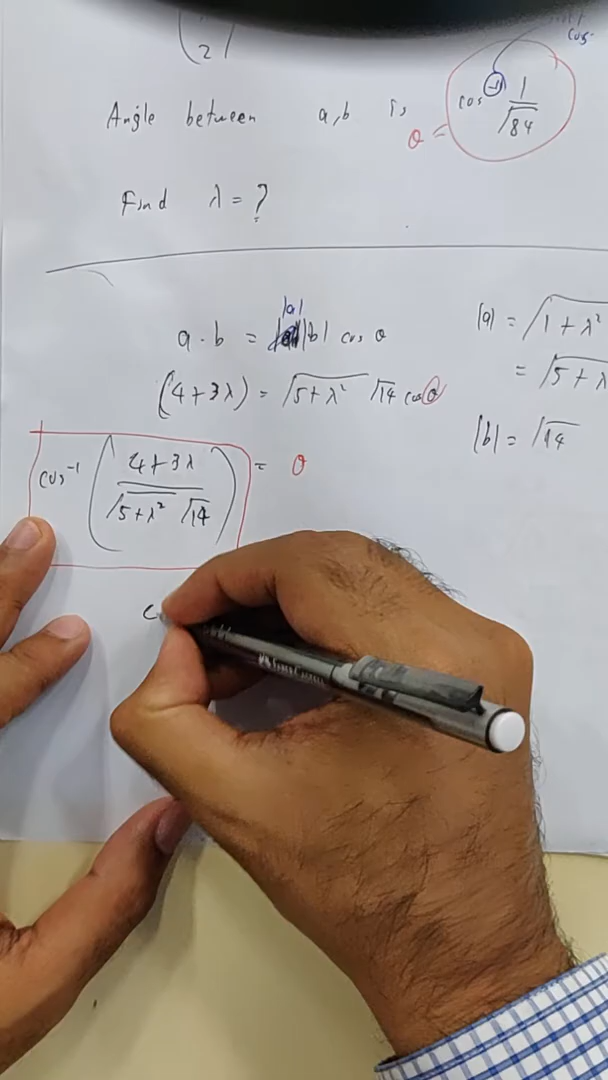 2
cos
Angle between a,b is
θ = cos⁻¹ 1/√84
Find λ = ?
a · b = |a| |b| cos θ
|a| = √1 + λ²
(4+3λ) = √5+λ² √14 cos θ
= √5+λ
|b| = √14
cos⁻¹ (4+3λ / √5+λ² √14) = θ
c